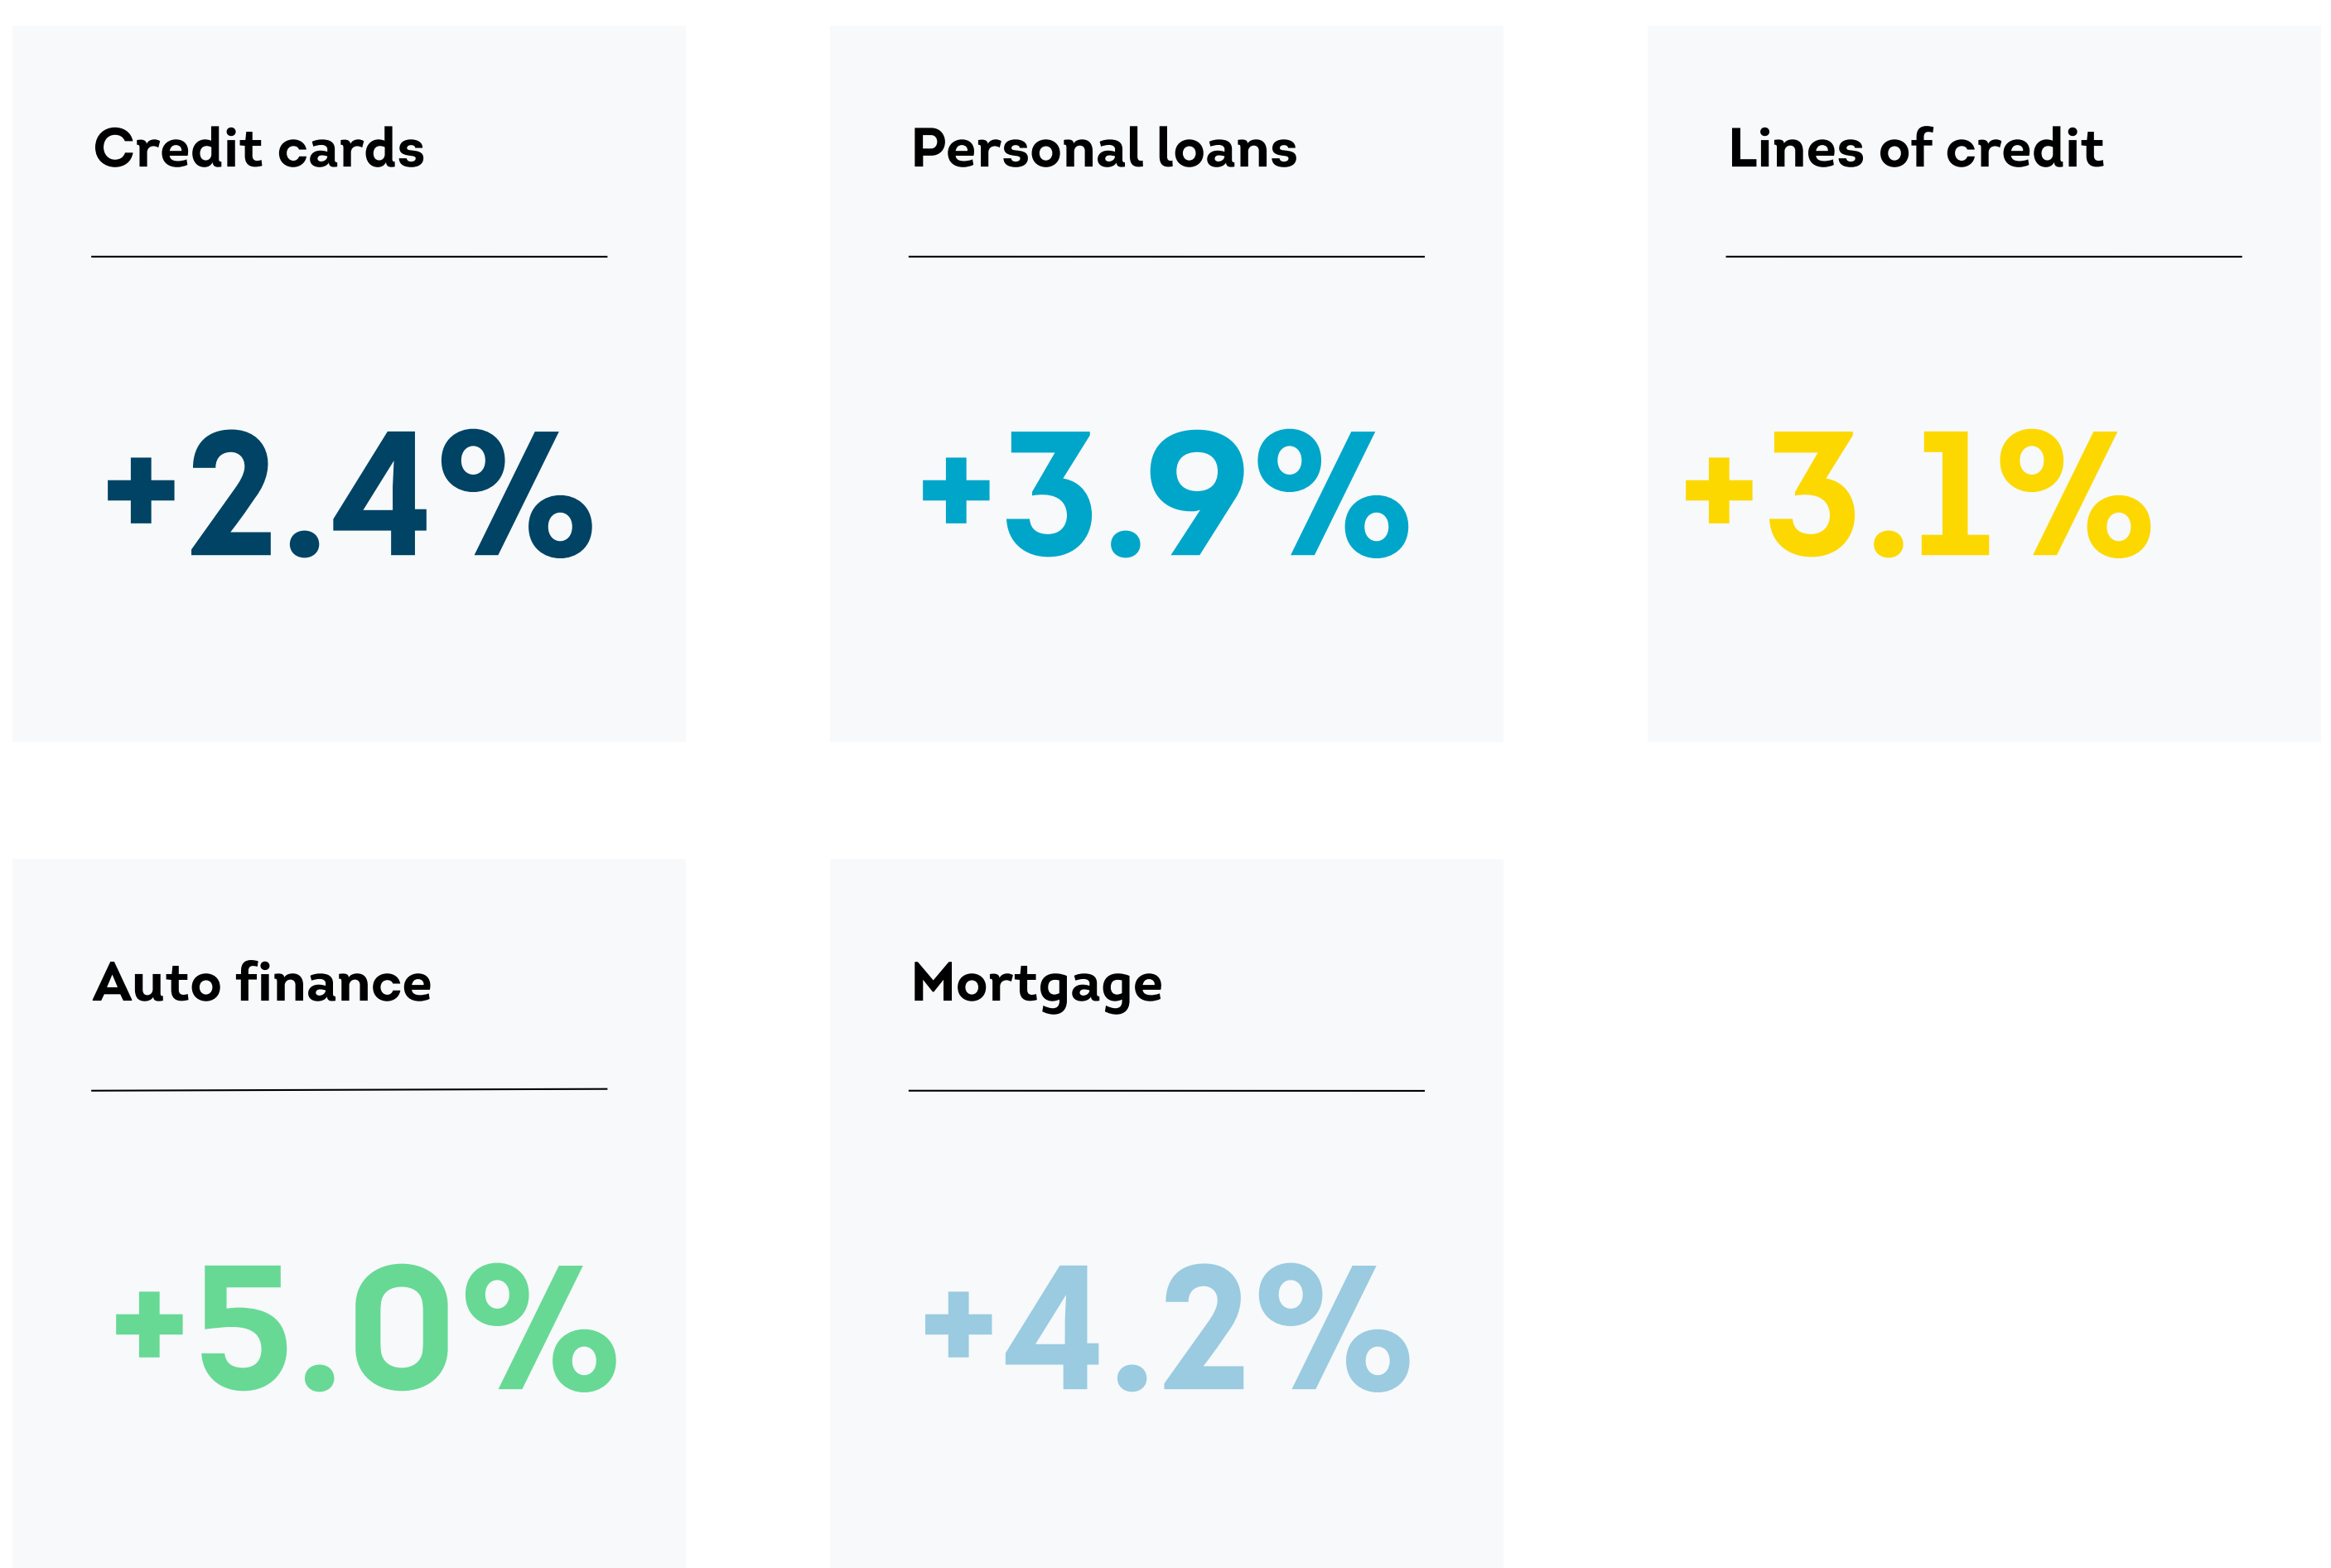 Credit cards
+2.4%
Personal loans
+3.9%
Lines of credit
+3.1%
Auto finance
+5.0%
Mortgage
+4.2%